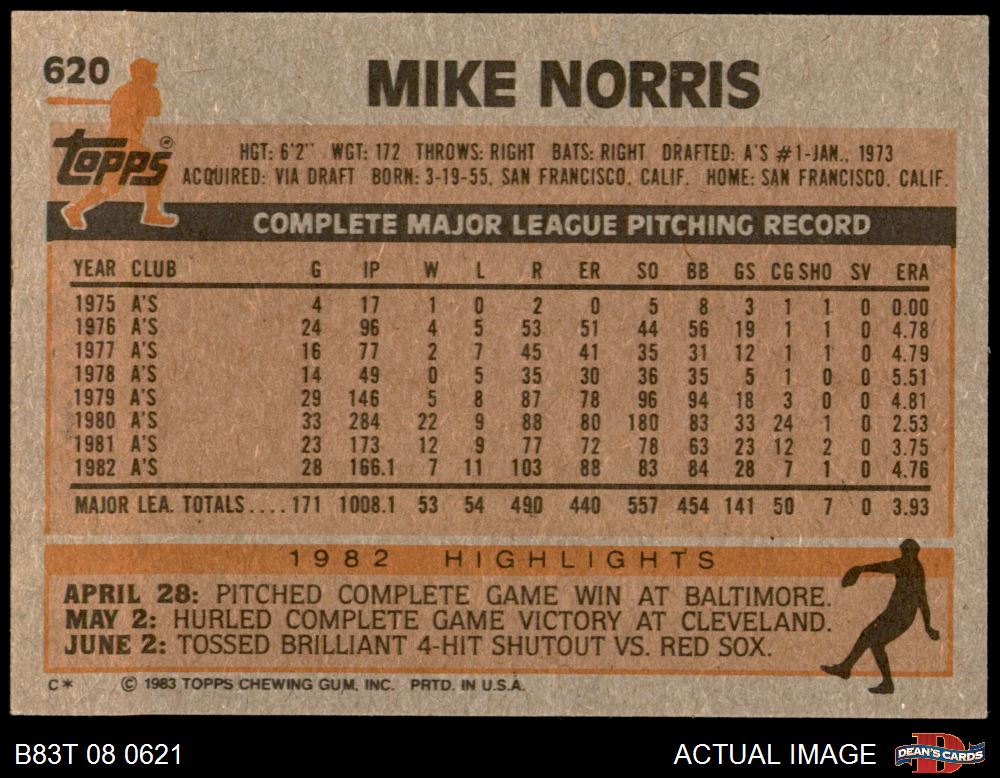 620
MIKE NORRIS
Topps®
HGT: 6'2" WGT: 172 THROWS: RIGHT BATS: RIGHT DRAFTED: A'S #1-JAN., 1973
ACQUIRED: VIA DRAFT BORN: 3-19-55, SAN FRANCISCO, CALIF. HOME: SAN FRANCISCO, CALIF.
COMPLETE MAJOR LEAGUE PITCHING RECORD
YEAR CLUB G IP W L R ER SO BB GS CG SHO SV ERA
1975 A'S 4 17 1 0 2 0 5 8 3 1 1 0 0.00
1976 A'S 24 96 4 5 53 51 44 56 19 1 1 0 4.78
1977 A'S 16 77 2 7 45 41 35 31 12 1 1 0 4.79
1978 A'S 14 49 0 5 35 30 36 35 5 1 0 0 5.51
1979 A'S 29 146 5 8 87 78 96 94 18 3 0 0 4.81
1980 A'S 33 284 22 9 88 80 180 83 33 24 1 0 2.53
1981 A'S 23 173 12 9 77 72 78 63 23 12 2 0 3.75
1982 A'S 28 166.1 7 11 103 88 83 84 28 7 1 0 4.76
MAJOR LEA. TOTALS....171 1008.1 53 54 490 440 557 454 141 50 7 0 3.93
1982 HIGHLIGHTS
APRIL 28: PITCHED COMPLETE GAME WIN AT BALTIMORE.
MAY 2: HURLED COMPLETE GAME VICTORY AT CLEVELAND.
JUNE 2: TOSSED BRILLIANT 4-HIT SHUTOUT VS. RED SOX.
C* © 1983 TOPPS CHEWING GUM, INC. PRTD. IN U.S.A.
B83T 08 0621 ACTUAL IMAGE DEAN'S CARDS